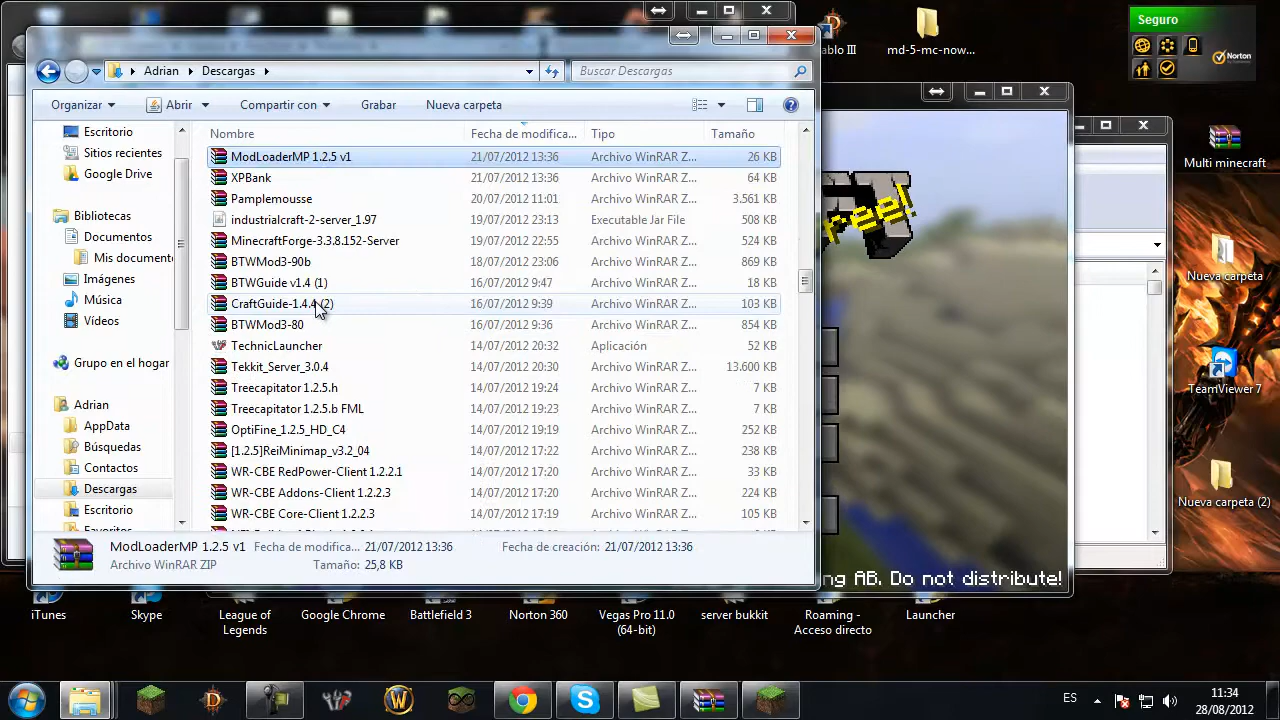 ablo III
md-5-mc-now...
Seguro
Norton
Adrian
Descargas
Buscar Descargas
Organizar
Abrir
Compartir con
Grabar
Nueva carpeta
Nombre
Fecha de modifica...
Tipo
Tamaño
Escritorio
Sitios recientes
Google Drive
Bibliotecas
Documentos
Mis document
Imágenes
Música
Vídeos
Grupo en el hogar
Adrian
AppData
Búsquedas
Contactos
Descargas
Escritorio
Favoritos
ModLoaderMP 1.2.5 v1 21/07/2012 13:36 Archivo WinRAR Z... 26 KB
XPBank 21/07/2012 13:36 Archivo WinRAR Z... 64 KB
Pamplemousse 20/07/2012 11:01 Archivo WinRAR Z... 3.561 KB
industrialcraft-2-server_1.97 19/07/2012 23:13 Executable Jar File 508 KB
MinecraftForge-3.3.8.152-Server 19/07/2012 22:55 Archivo WinRAR Z... 524 KB
BTWMod3-90b 18/07/2012 23:06 Archivo WinRAR Z... 869 KB
BTWGuide v1.4 (1) 16/07/2012 9:47 Archivo WinRAR Z... 18 KB
CraftGuide-1.4.4 (2) 16/07/2012 9:39 Archivo WinRAR Z... 103 KB
BTWMod3-80 16/07/2012 9:36 Archivo WinRAR Z... 854 KB
TechnicLauncher 14/07/2012 20:32 Aplicación 52 KB
Tekkit_Server_3.0.4 14/07/2012 20:30 Archivo WinRAR Z... 13.600 KB
Treecapitator 1.2.5.h 14/07/2012 19:24 Archivo WinRAR Z... 7 KB
Treecapitator 1.2.5.b FML 14/07/2012 19:23 Archivo WinRAR Z... 7 KB
OptiFine_1.2.5_HD_C4 14/07/2012 19:19 Archivo WinRAR Z... 252 KB
[1.2.5]ReiMinimap_v3.2_04 14/07/2012 17:22 Archivo WinRAR Z... 238 KB
WR-CBE RedPower-Client 1.2.2.1 14/07/2012 17:20 Archivo WinRAR Z... 33 KB
WR-CBE Addons-Client 1.2.2.3 14/07/2012 17:20 Archivo WinRAR Z... 224 KB
WR-CBE Core-Client 1.2.2.3 14/07/2012 17:19 Archivo WinRAR Z... 105 KB
ModLoaderMP 1.2.5 v1 Fecha de modifica... 21/07/2012 13:36 Fecha de creación: 21/07/2012 13:36
Archivo WinRAR ZIP Tamaño: 25,8 KB
ree!
ng AB. Do not distribute!
Multi minecraft
Nueva carpeta
TeamViewer 7
Nueva carpeta (2)
iTunes
Skype
League of Legends
Google Chrome
Battlefield 3
Norton 360
Vegas Pro 11.0 (64-bit)
server bukkit
Roaming - Acceso directo
Launcher
ES
11:34
28/08/2012